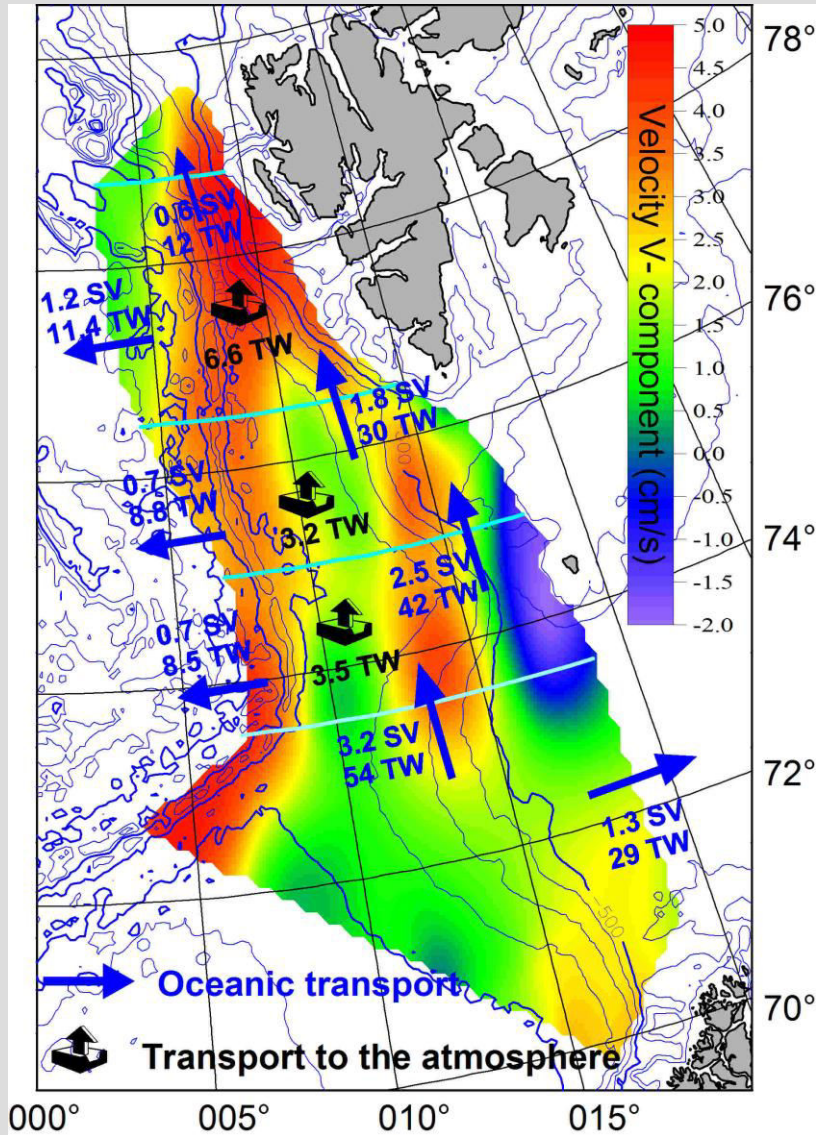 78°
76°
74°
72°
70°
000°
005°
010°
015°
5.0
4.5
4.0
3.5
3.0
2.5
2.0
1.5
1.0
0.5
0.0
-0.5
-1.0
-1.5
-2.0
Velocity V- component (cm/s)
0.6 SV
12 TW
1.2 SV
11.4 TW
6.6 TW
1.8 SV
30 TW
0.7 SV
8.8 TW
3.2 TW
2.5 SV
42 TW
0.7 SV
8.5 TW
3.5 TW
3.2 SV
54 TW
1.3 SV
29 TW
-500
Oceanic transport
Transport to the atmosphere